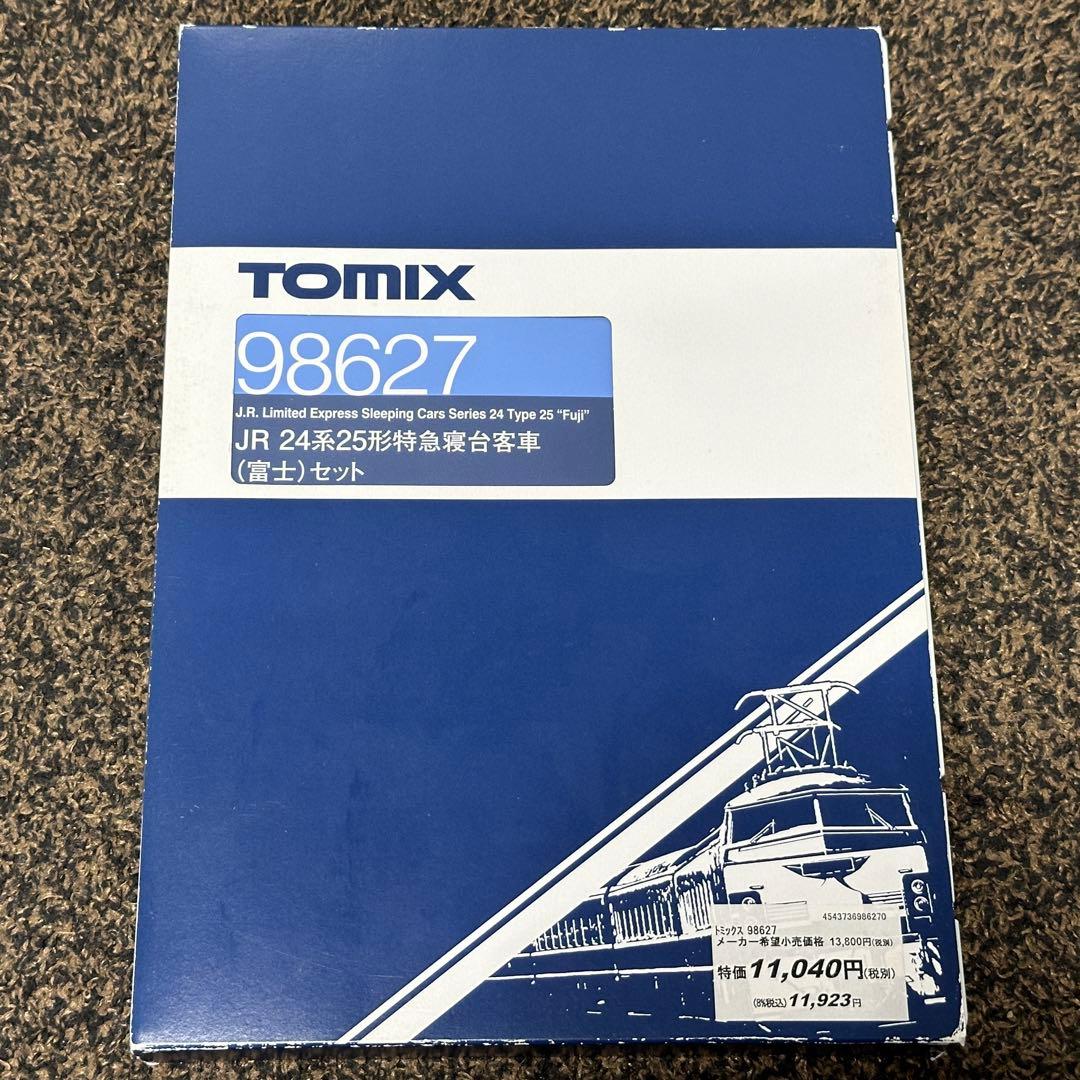 TOMIX
98627
J.R. Limited Express Sleeping Cars Series 24 Type 25 “Fuji”
JR 24系25形特急寝台客車
(富士)セット
4543736986270
トミックス 98627
メーカー希望小売価格 13,800円(税別)
特価11,040円(税別)
(8%税込)11,923円